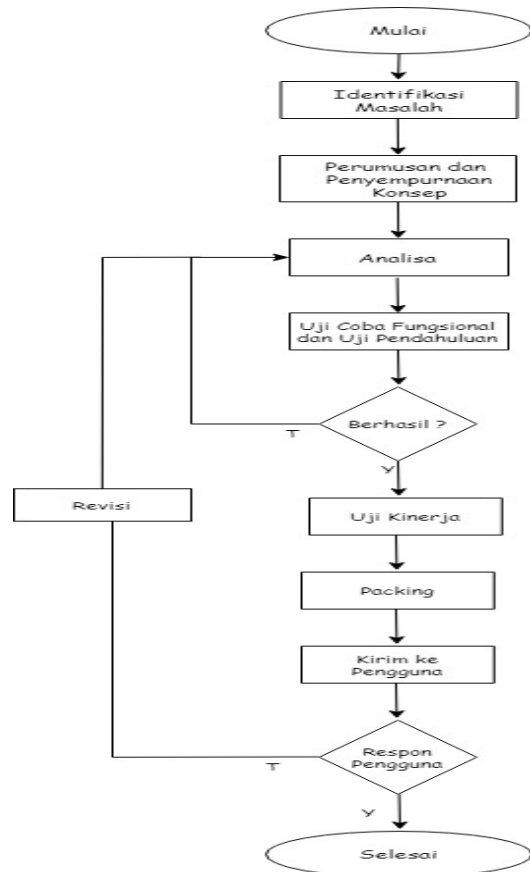 Mulai
Identifikasi
Masalah
Perumusan dan
Penyempurnaan
Konsep
Analisa
Uji Coba Fungsional
dan Uji Pendahuluan
Berhasil ?
T
Y
Revisi
Uji Kinerja
Packing
Kirim ke
Pengguna
Respon
Pengguna
T
Y
Selesai